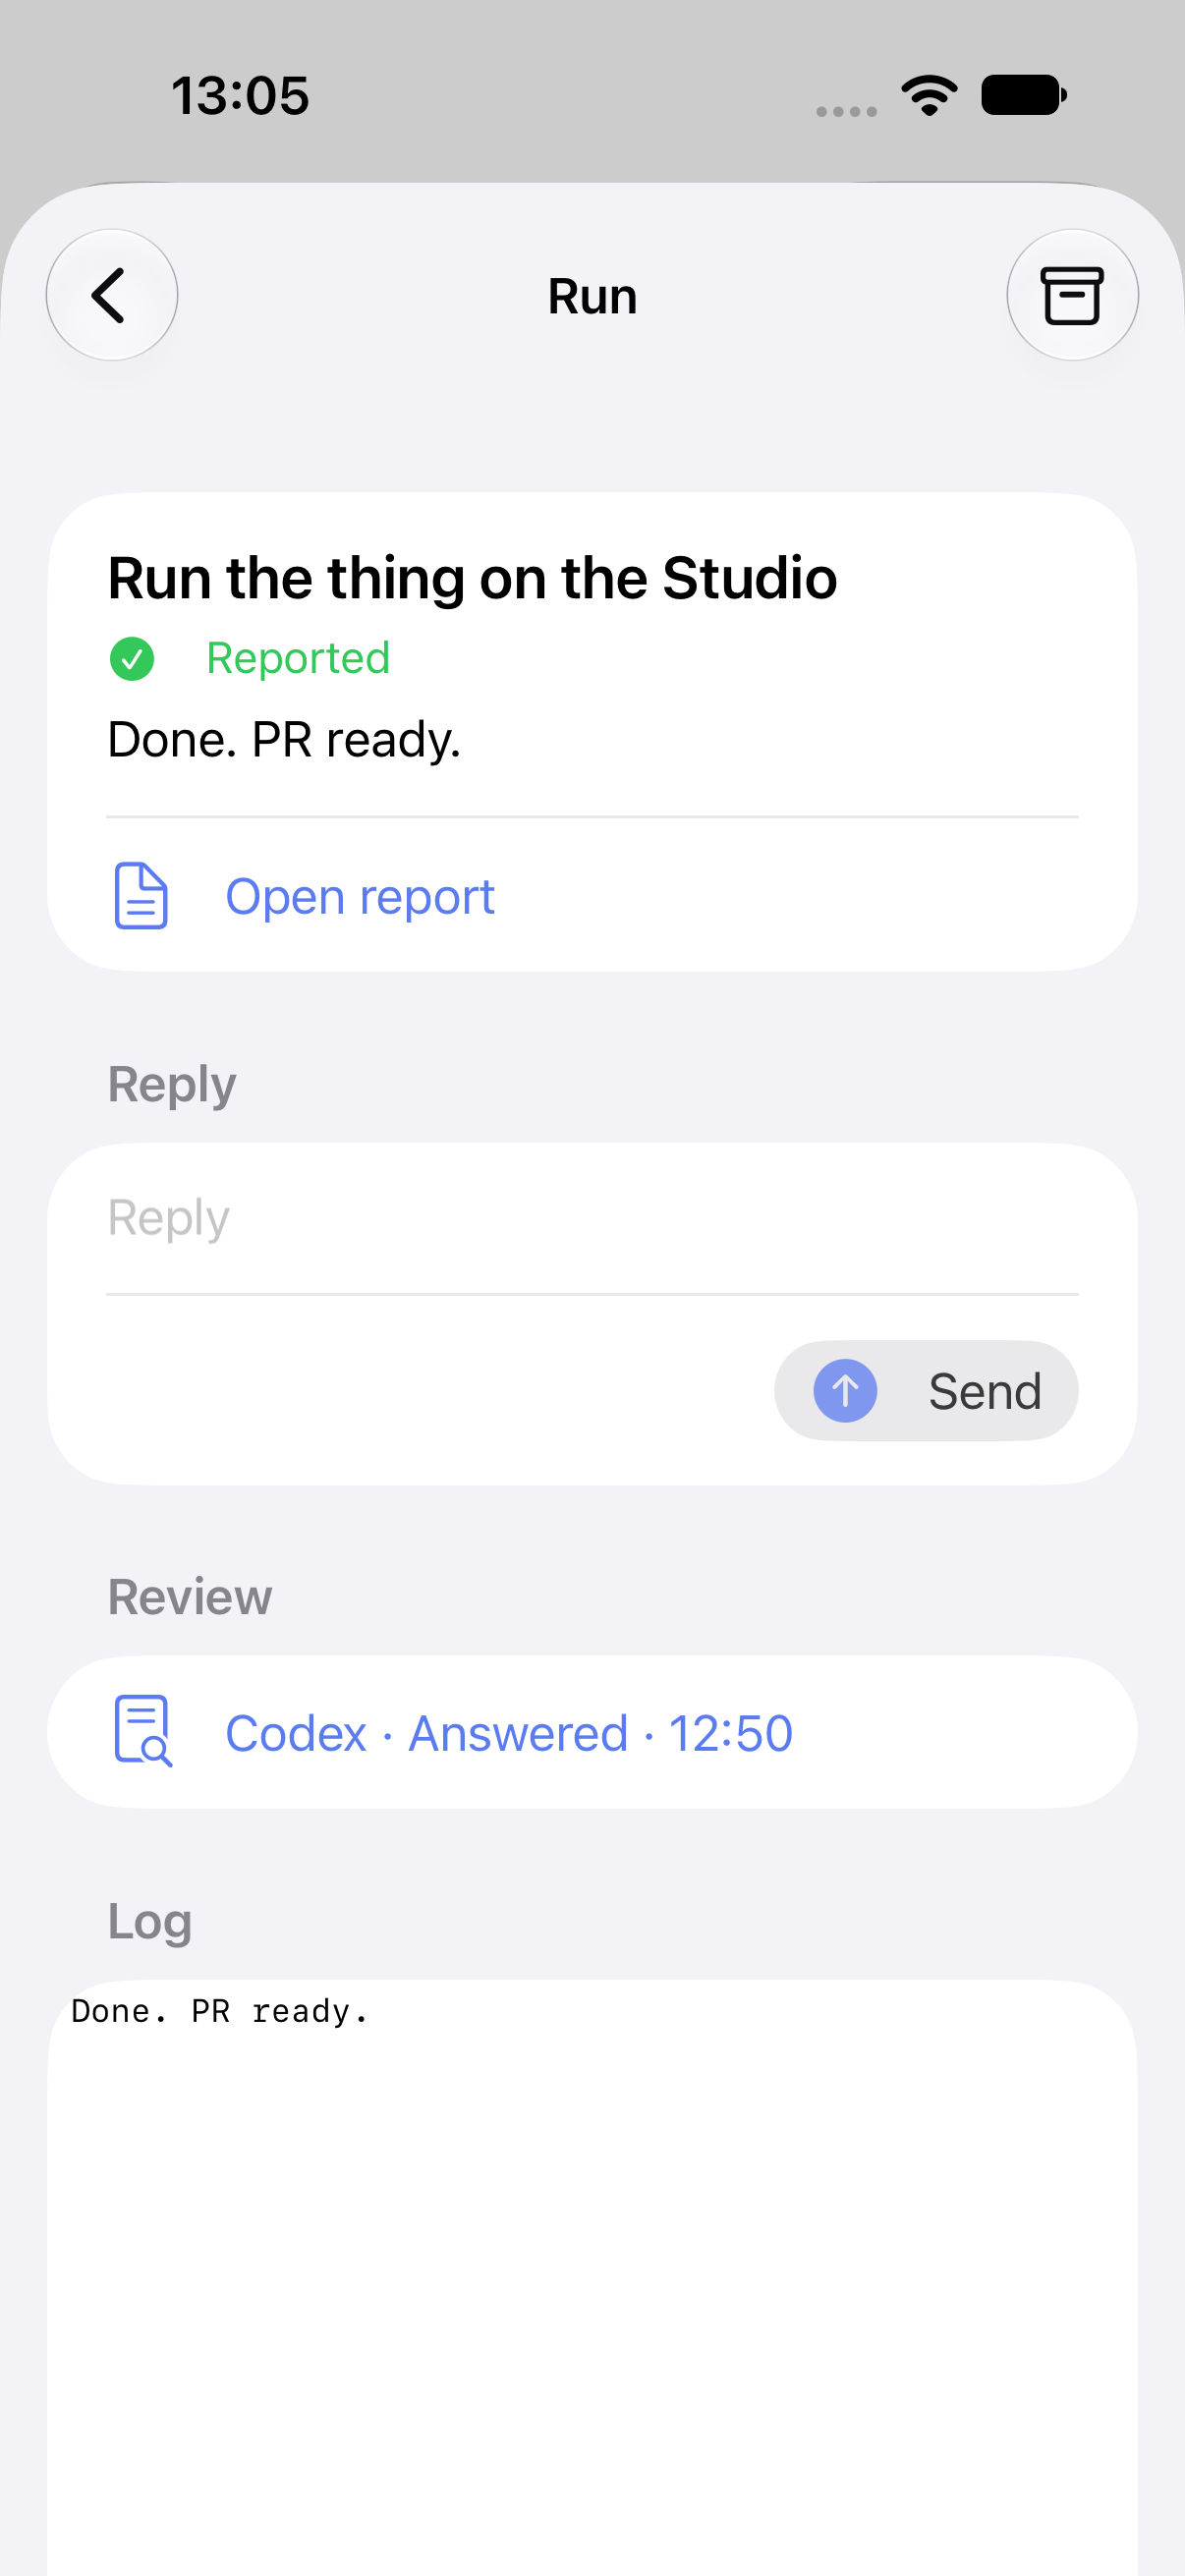 13:05
Run
Run the thing on the Studio
Reported
Done. PR ready.
Open report
Reply
Reply
Send
Review
Codex · Answered · 12:50
Log
Done. PR ready.